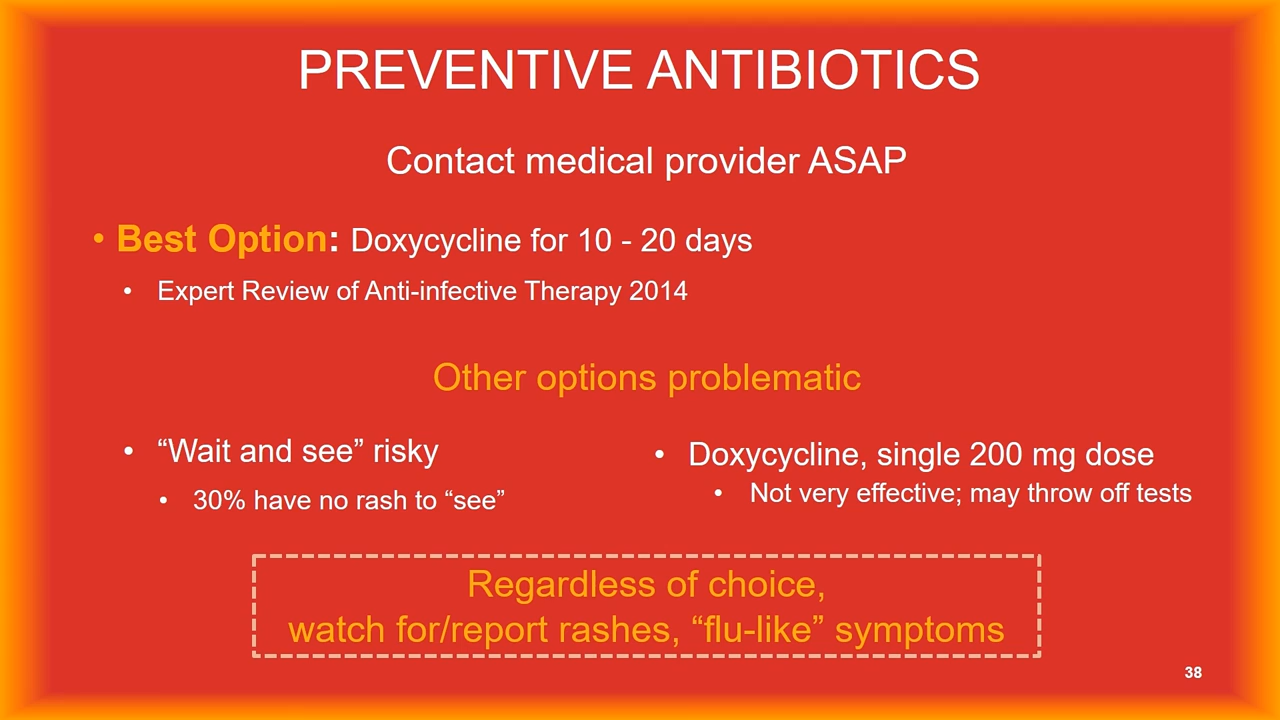 PREVENTIVE ANTIBIOTICS
Contact medical provider ASAP
• Best Option: Doxycycline for 10 - 20 days
• Expert Review of Anti-infective Therapy 2014
Other options problematic
• “Wait and see” risky
• 30% have no rash to “see”
• Doxycycline, single 200 mg dose
• Not very effective; may throw off tests
Regardless of choice,
watch for/report rashes, “flu-like” symptoms
38